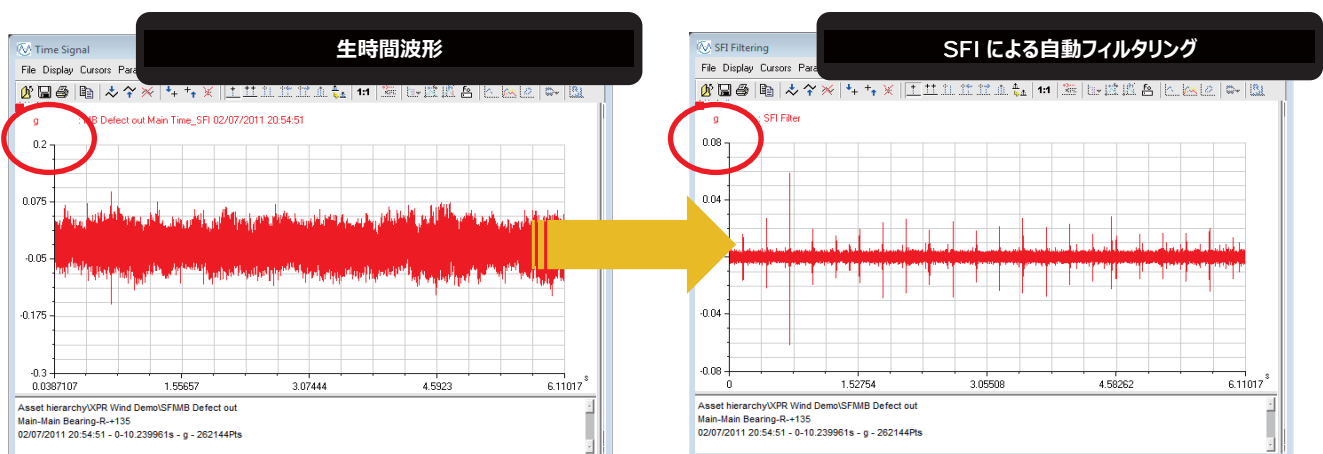 Time Signal
生時間波形
File Display Cursors Para
1:1
g : MB Defect out Main Time_SFI 02/07/2011 20:54:51
0.2
0.075
-0.05
-0.175
-0.3
0.0387107 1.55657 3.07444 4.5923 6.11017 s
Asset hierarchy\XPR Wind Demo\SFI\MB Defect out
Main-Main Bearing-R-+135
02/07/2011 20:54:51 - 0-10.239961s - g - 262144Pts
SFI Filtering
SFI による自動フィルタリング
File Display Cursors Para
1:1
g : SFI Filter
0.08
0.04
-0.04
-0.08
0 1.52754 3.05508 4.58262 6.11017 s
Asset hierarchy\XPR Wind Demo\SFI\MB Defect out
Main-Main Bearing-R-+135
02/07/2011 20:54:51 - 0-10.239961s - g - 262144Pts